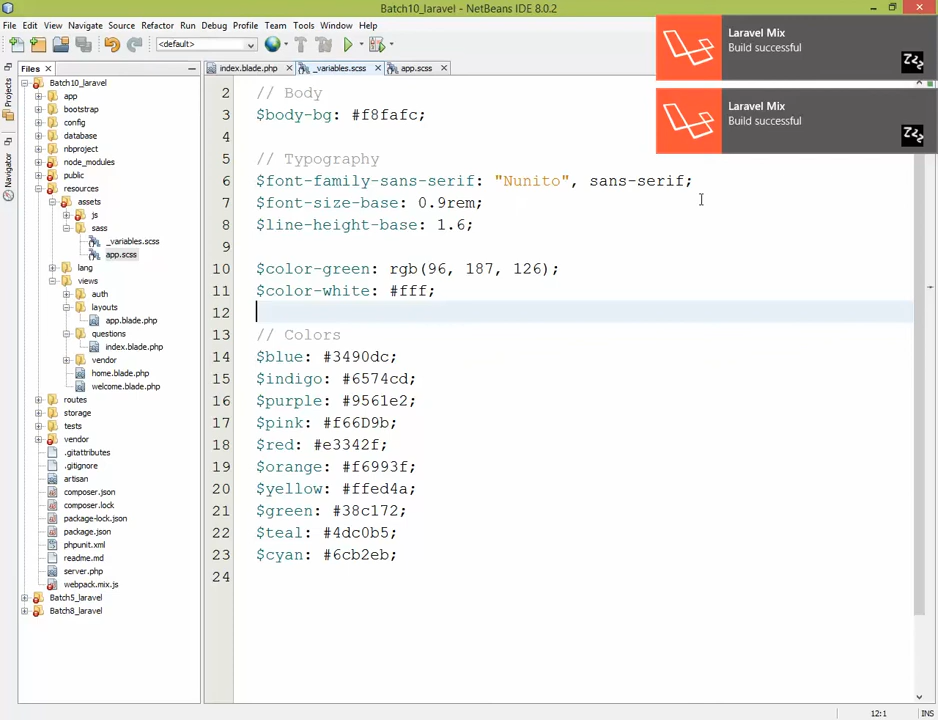 Batch10_laravel - NetBeans IDE 8.0.2
File Edit View Navigate Source Refactor Run Debug Profile Team Tools Window Help
<default>
Laravel Mix
Build successful
Laravel Mix
Build successful
Files
index.blade.php
_variables.scss
app.scss
Projects
Navigator
Batch10_laravel
app
bootstrap
config
database
nbproject
node_modules
public
resources
assets
js
sass
_variables.scss
app.scss
lang
views
auth
layouts
app.blade.php
questions
index.blade.php
vendor
home.blade.php
welcome.blade.php
routes
storage
tests
vendor
.gitattributes
.gitignore
artisan
composer.json
composer.lock
package-lock.json
package.json
phpunit.xml
readme.md
server.php
webpack.mix.js
Batch5_laravel
Batch8_laravel
2 // Body
3 $body-bg: #f8fafc;
4
5 // Typography
6 $font-family-sans-serif: "Nunito", sans-serif;
7 $font-size-base: 0.9rem;
8 $line-height-base: 1.6;
9
10 $color-green: rgb(96, 187, 126);
11 $color-white: #fff;
12
13 // Colors
14 $blue: #3490dc;
15 $indigo: #6574cd;
16 $purple: #9561e2;
17 $pink: #f66D9b;
18 $red: #e3342f;
19 $orange: #f6993f;
20 $yellow: #ffed4a;
21 $green: #38c172;
22 $teal: #4dc0b5;
23 $cyan: #6cb2eb;
24
12:1 INS